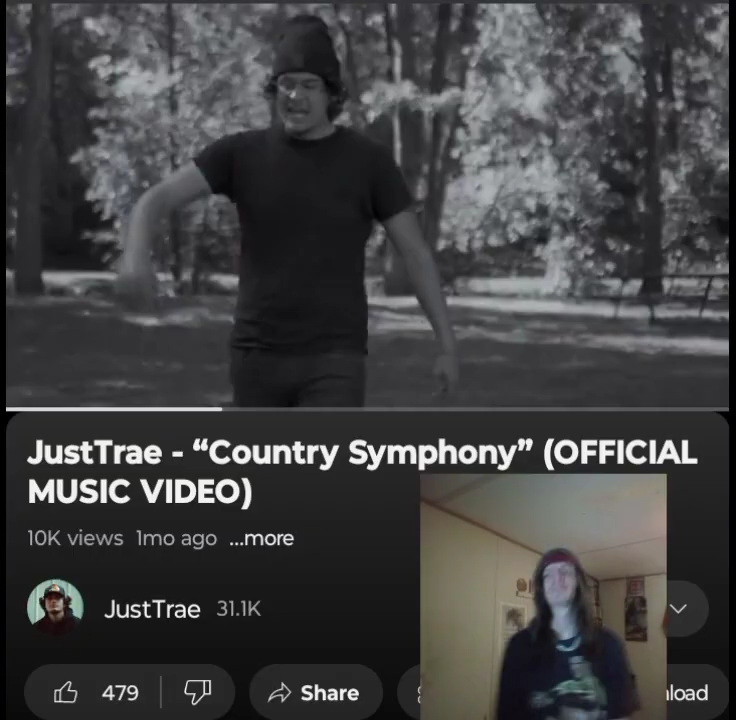 JustTrae - “Country Symphony” (OFFICIAL
MUSIC VIDEO)
10K views 1mo ago ...more
JustTrae 31.1K
479
Share
load